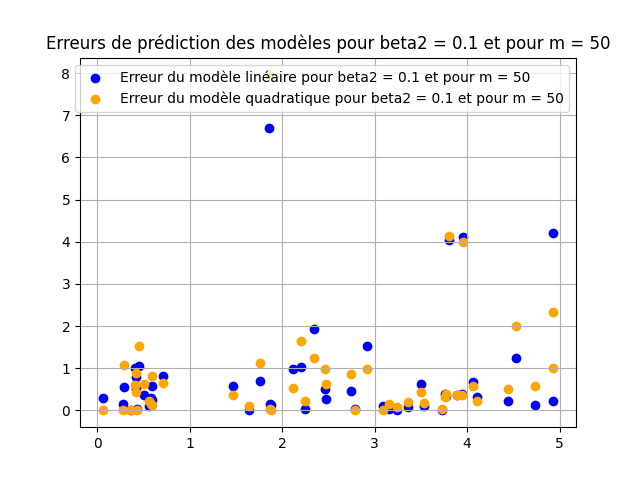 Erreurs de prédiction des modèles pour beta2 = 0.1 et pour m = 50
Erreur du modèle linéaire pour beta2 = 0.1 et pour m = 50
Erreur du modèle quadratique pour beta2 = 0.1 et pour m = 50
8
7
6
5
4
3
2
1
0
0 1 2 3 4 5